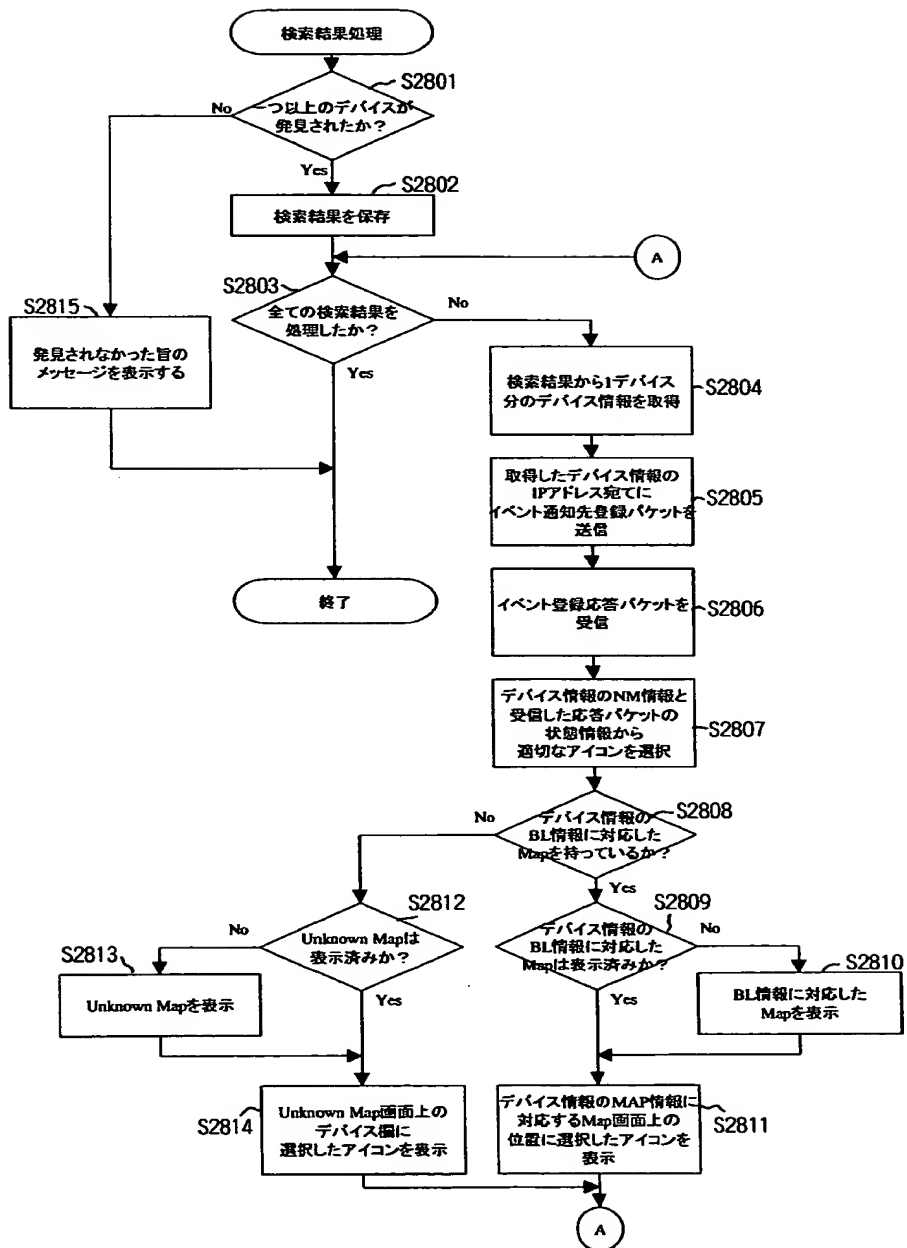 検索結果処理
S2801
No
一つ以上のデバイスが
発見されたか？
Yes
S2802
検索結果を保存
A
S2803
全ての検索結果を
処理したか？
No
Yes
S2815
発見されなかった旨の
メッセージを表示する
検索結果から1デバイス
分のデバイス情報を取得
S2804
取得したデバイス情報の
IPアドレス宛てに
イベント通知先登録パケットを
送信
S2805
終了
イベント登録応答パケットを
受信
S2806
デバイス情報のNM情報と
受信した応答パケットの
状態情報から
適切なアイコンを選択
S2807
No
デバイス情報の
BL情報に対応した
Mapを持っているか？
S2808
Yes
S2812
Unknown Mapは
表示済みか？
No
Yes
S2809
デバイス情報の
BL情報に対応した
Mapは表示済みか？
No
Yes
S2813
Unknown Mapを表示
S2810
BL情報に対応した
Mapを表示
S2814
Unknown Map画面上の
デバイス欄に
選択したアイコンを表示
デバイス情報のMAP情報に
対応するMap画面上の
位置に選択したアイコンを
表示
S2811
A